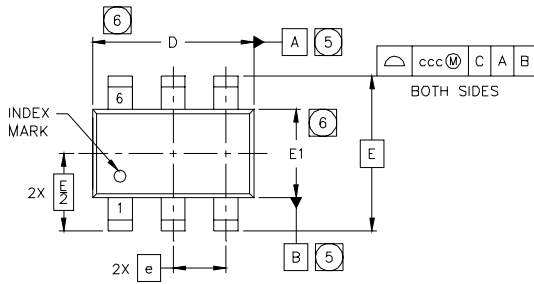 6
D
A 5
⌓ ccc Ⓜ C A B
BOTH SIDES
6
INDEX
MARK
6
E1
E
2X E/2
1
B 5
2X e